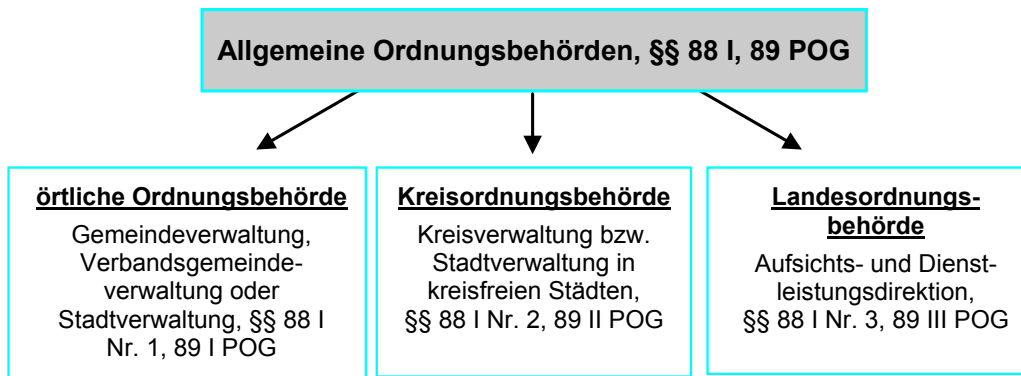 Allgemeine Ordnungsbehörden, §§ 88 I, 89 POG
örtliche Ordnungsbehörde
Gemeindeverwaltung,
Verbandsgemeinde-
verwaltung oder
Stadtverwaltung, §§ 88 I
Nr. 1, 89 I POG
Kreisordnungsbehörde
Kreisverwaltung bzw.
Stadtverwaltung in
kreisfreien Städten,
§§ 88 I Nr. 2, 89 II POG
Landesordnungs-
behörde
Aufsichts- und Dienst-
leistungsdirektion,
§§ 88 I Nr. 3, 89 III POG